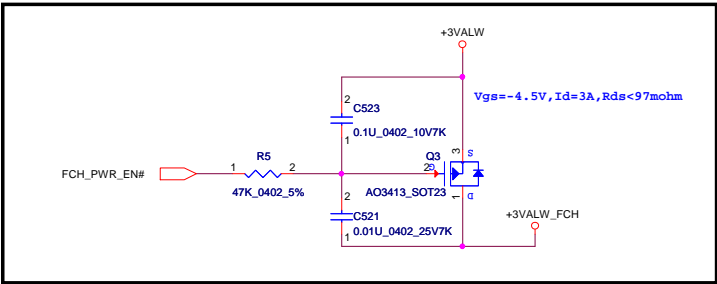 +3VALW
Vgs=-4.5V,Id=3A,Rds<97mohm
2
C523
0.1U_0402_10V7K
1
FCH_PWR_EN#
1
R5
2
47K_0402_5%
2
G
Q3
3
S
AO3413_SOT23
1
D
2
C521
0.01U_0402_25V7K
1
+3VALW_FCH